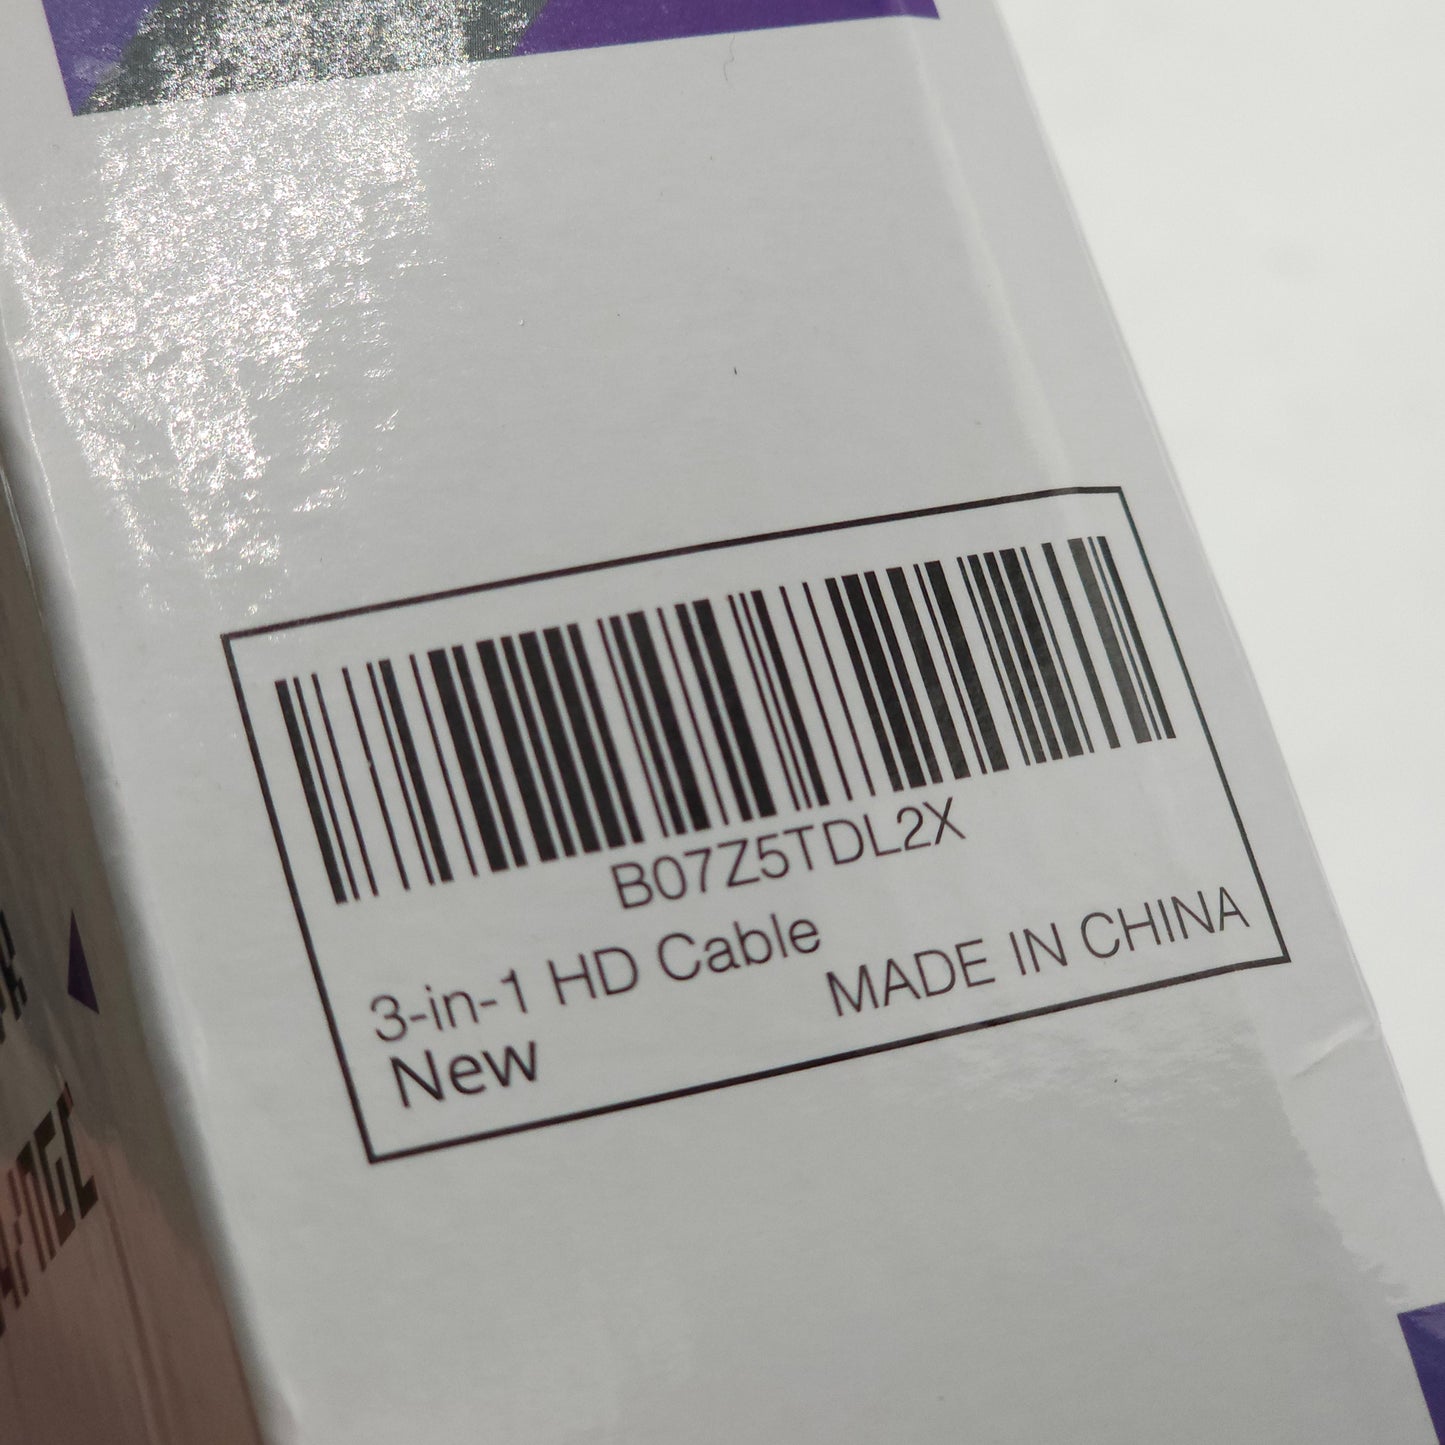 B07Z5TDL2X
3-in-1 HD Cable
New
MADE IN CHINA